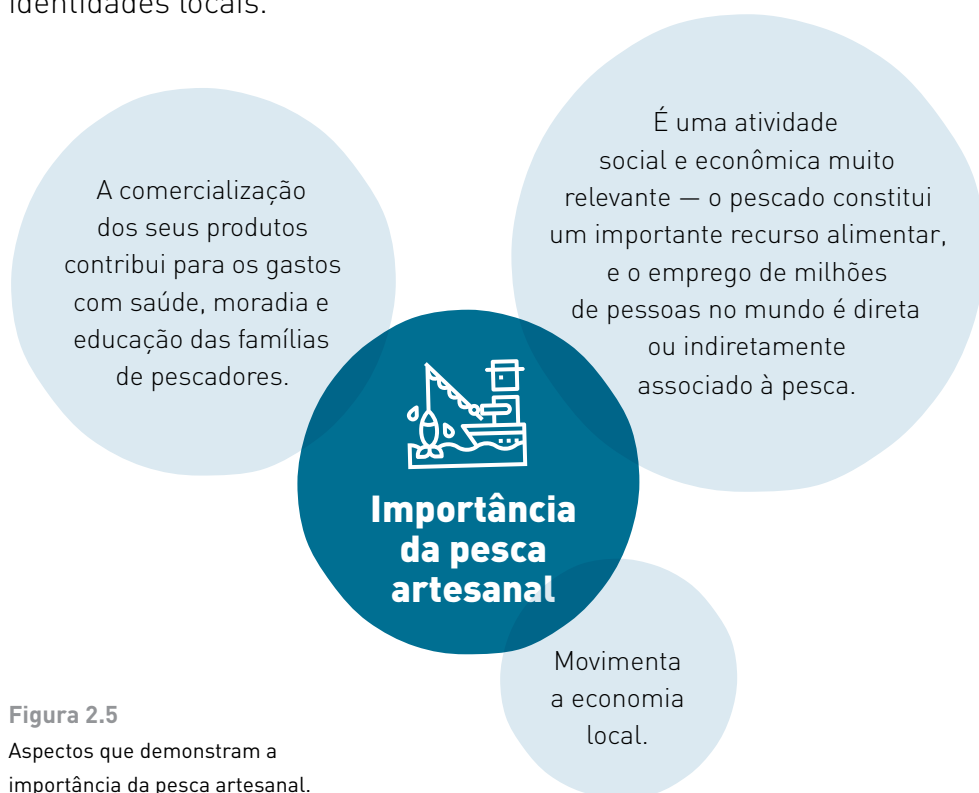 identidades locais.
A comercialização
dos seus produtos
contribui para os gastos
com saúde, moradia e
educação das famílias
de pescadores.
É uma atividade
social e econômica muito
relevante — o pescado constitui
um importante recurso alimentar,
e o emprego de milhões
de pessoas no mundo é direta
ou indiretamente
associado à pesca.
Importância
da pesca
artesanal
Movimenta
a economia
local.
Figura 2.5
Aspectos que demonstram a
importância da pesca artesanal.